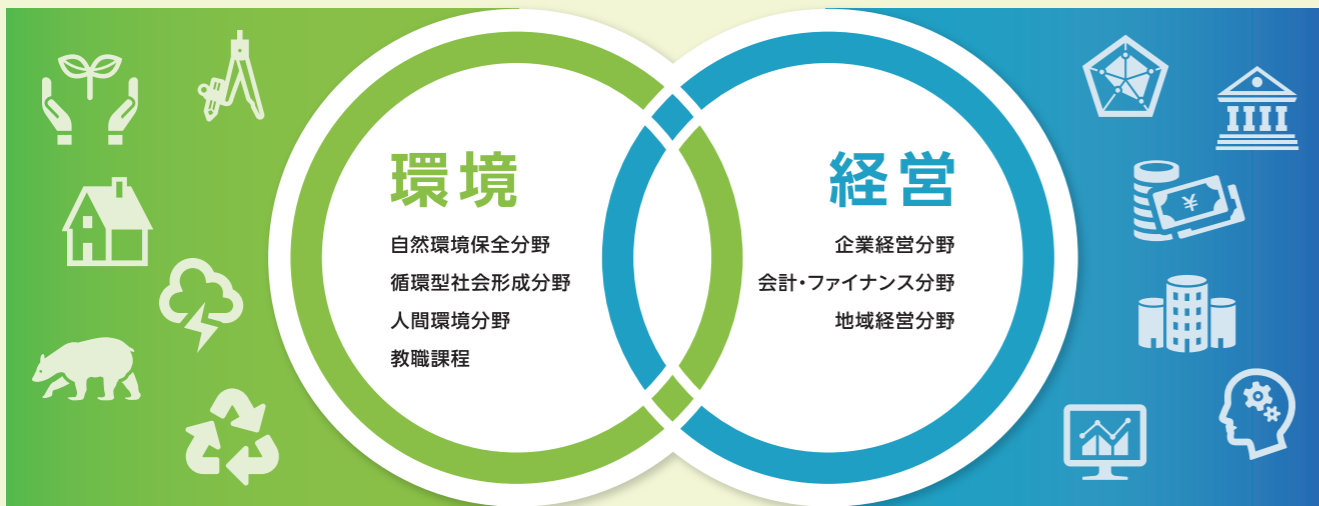 環境
自然環境保全分野
循環型社会形成分野
人間環境分野
教職課程
経営
企業経営分野
会計・ファイナンス分野
地域経営分野
¥